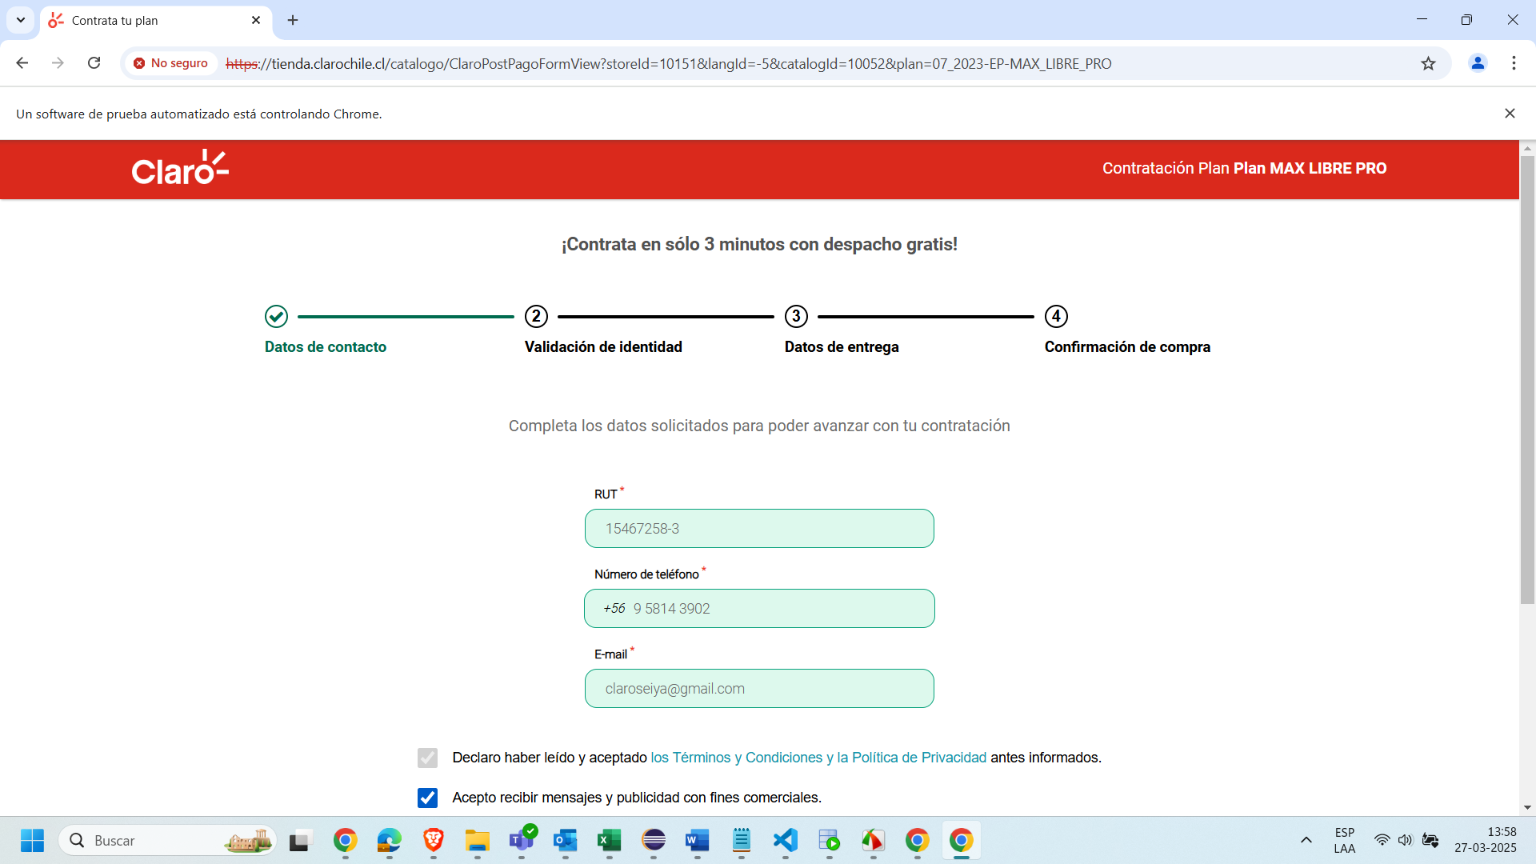 Contrata tu plan
No seguro
https://tienda.clarochile.cl/catalogo/ClaroPostPagoFormView?storeId=10151&langId=-5&catalogId=10052&plan=07_2023-EP-MAX_LIBRE_PRO
Un software de prueba automatizado está controlando Chrome.
Claro
Contratación Plan Plan MAX LIBRE PRO
¡Contrata en sólo 3 minutos con despacho gratis!
2 3 4
Datos de contacto Validación de identidad Datos de entrega Confirmación de compra
Completa los datos solicitados para poder avanzar con tu contratación
RUT *
15467258-3
Número de teléfono *
+56 9 5814 3902
E-mail *
claroseiya@gmail.com
Declaro haber leído y aceptado los Términos y Condiciones y la Política de Privacidad antes informados.
Acepto recibir mensajes y publicidad con fines comerciales.
Buscar
ESP
LAA
13:58
27-03-2025